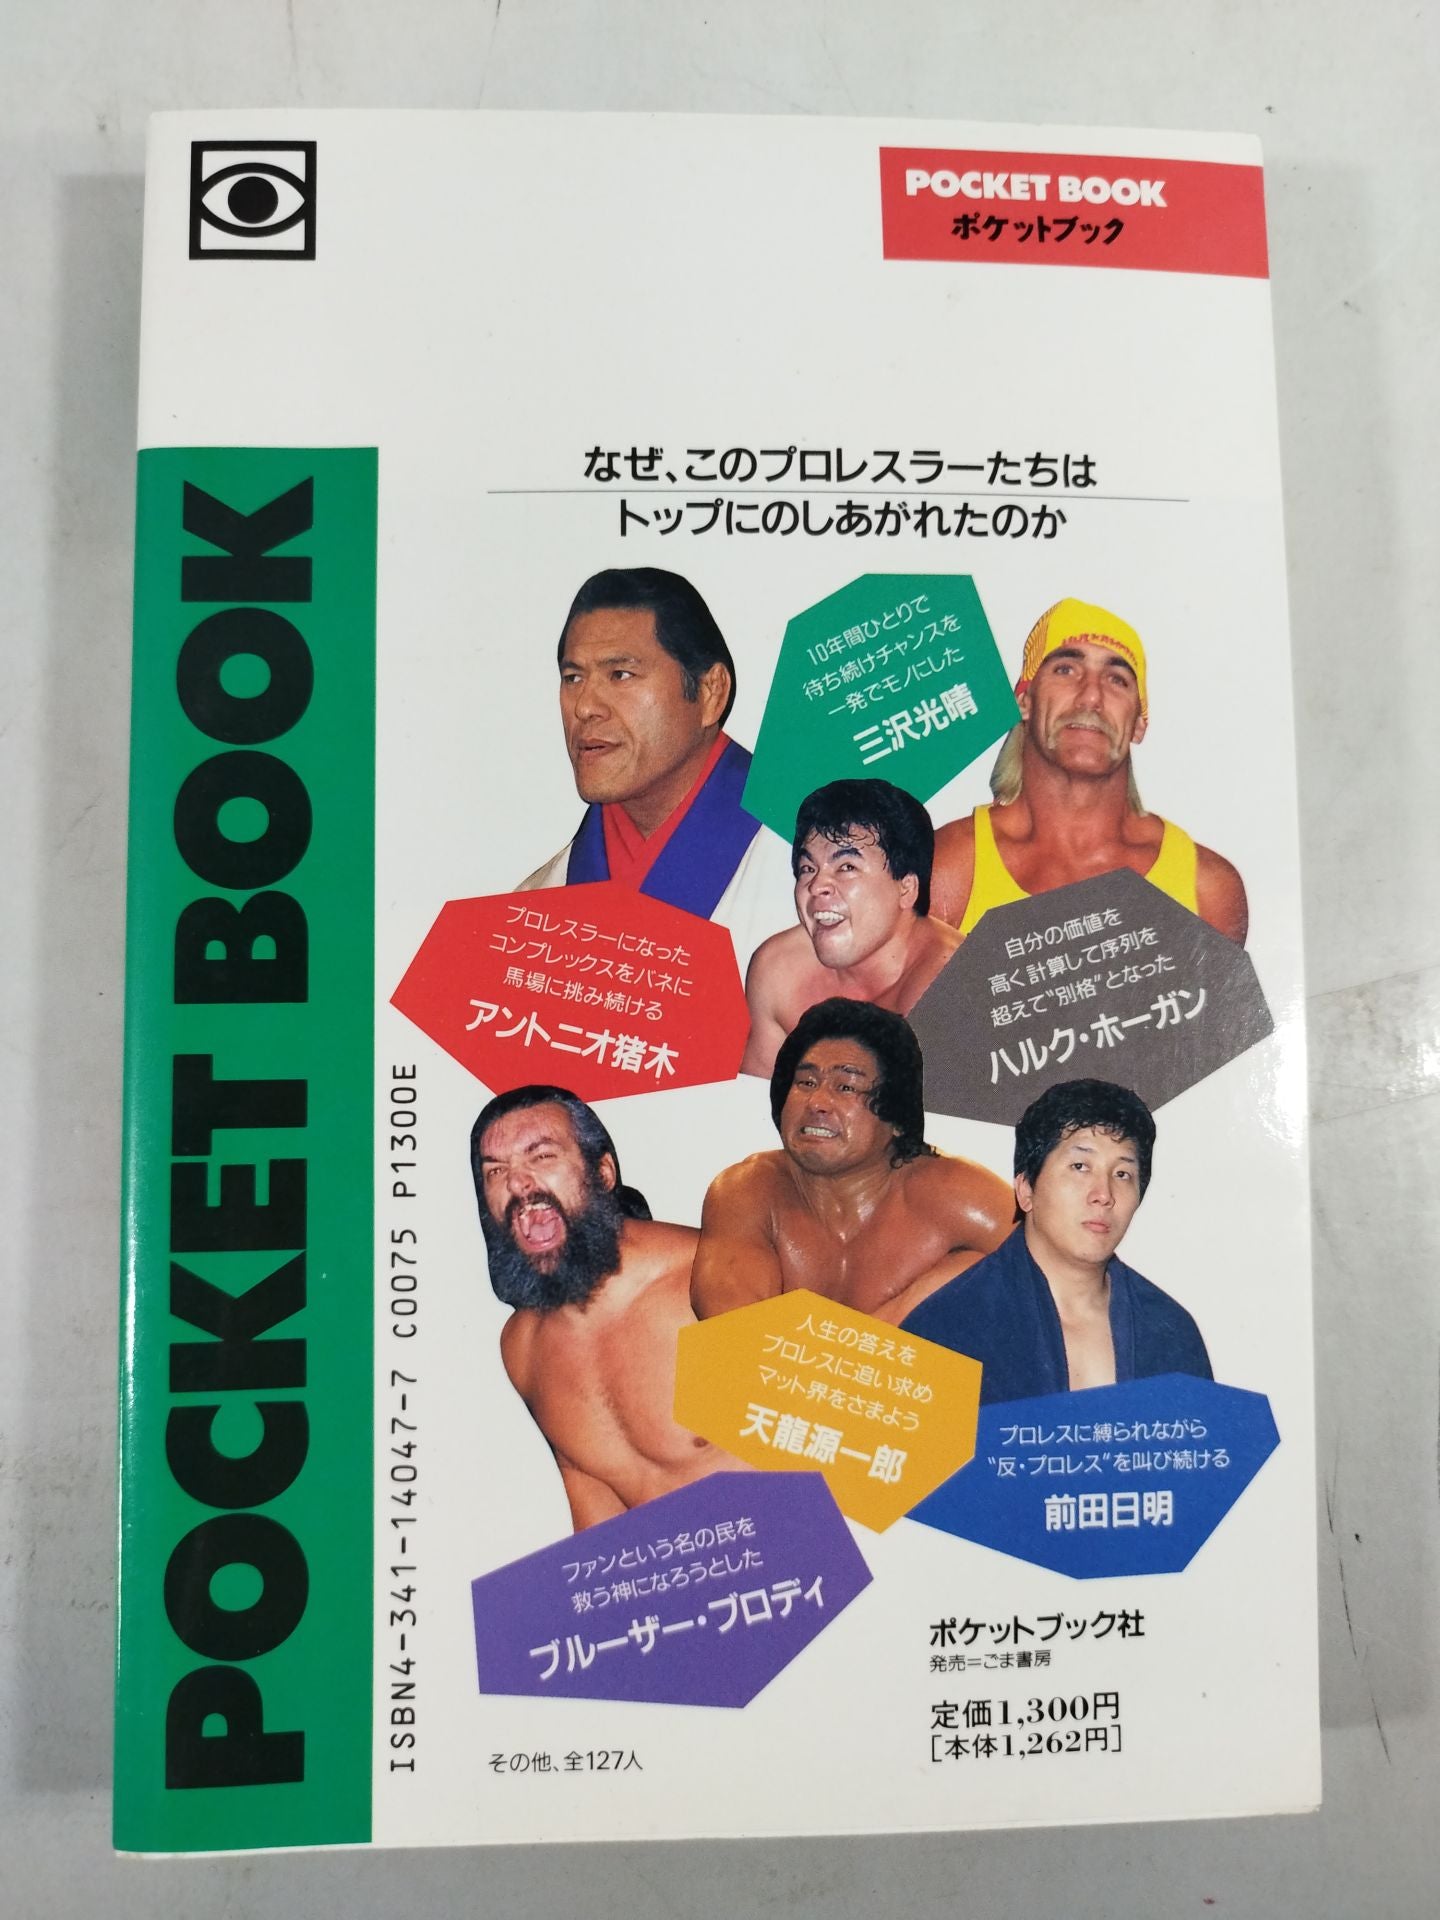 POCKET BOOK
ポケットブック
なぜ、このプロレスラーたちは
トップにのしあがれたのか
10年間ひとりで
待ち続けチャンスを
一発でモノにした
三沢光晴
プロレスラーになった
コンプレックスをバネに
馬場に挑み続ける
アントニオ猪木
自分の価値を
高く計算して序列を
超えて“別格”となった
ハルク・ホーガン
人生の答えを
プロレスに追い求め
マット界をさまよう
天龍源一郎
プロレスに縛られながら
“反・プロレス”を叫び続ける
前田日明
ファンという名の民を
救う神になろうとした
ブルーザー・ブロディ
その他、全127人
ポケットブック社
発売=ごま書房
定価1,300円
[本体1,262円]
ISBN4-341-14047-7 C0075 P1300E
POCKET BOOK